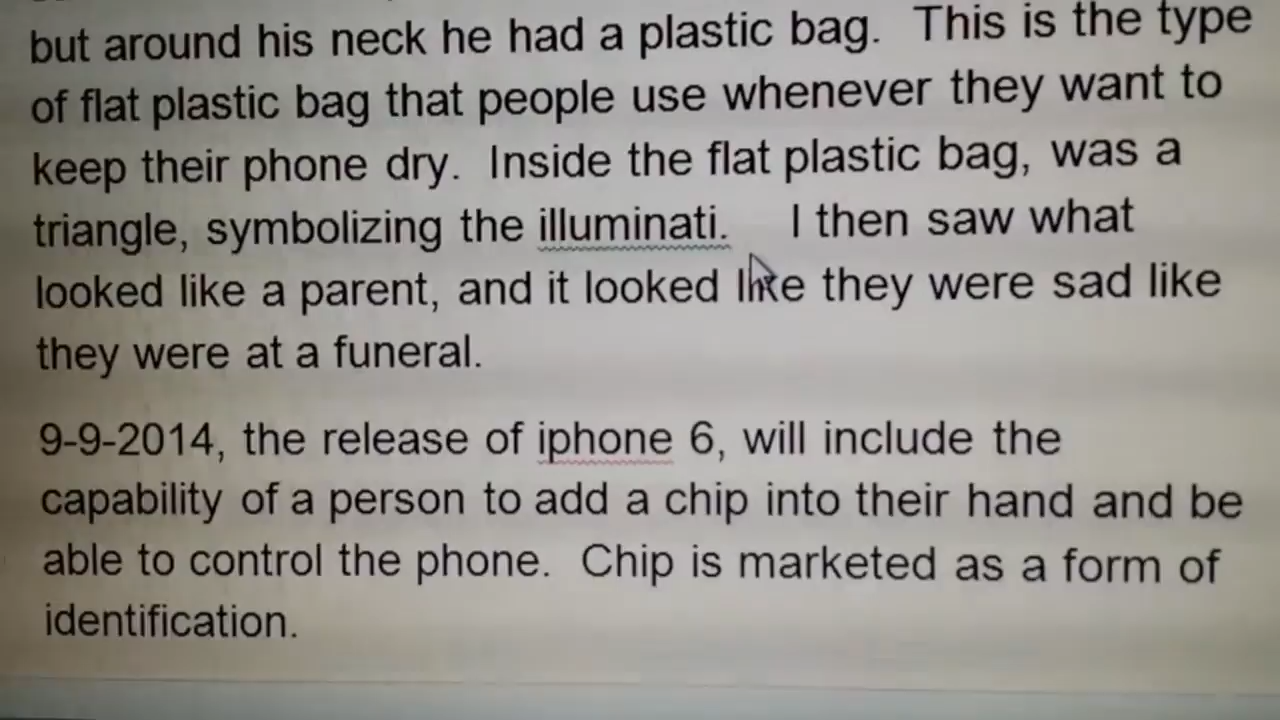 but around his neck he had a plastic bag.  This is the type
of flat plastic bag that people use whenever they want to
keep their phone dry.  Inside the flat plastic bag, was a
triangle, symbolizing the illuminati.    I then saw what
looked like a parent, and it looked like they were sad like
they were at a funeral.
9-9-2014, the release of iphone 6, will include the
capability of a person to add a chip into their hand and be
able to control the phone.  Chip is marketed as a form of
identification.